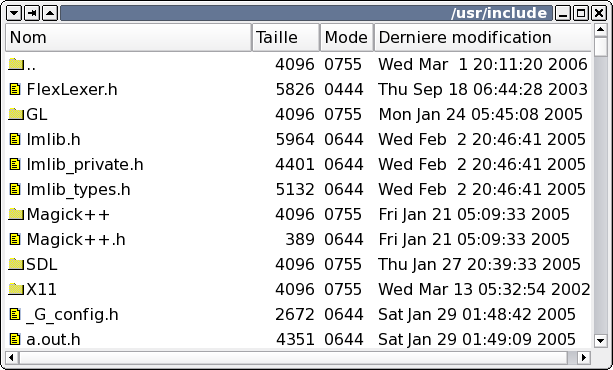 /usr/include
Nom Taille Mode Derniere modification
.. 4096 0755 Wed Mar 1 20:11:20 2006
FlexLexer.h 5826 0444 Thu Sep 18 06:44:28 2003
GL 4096 0755 Mon Jan 24 05:45:08 2005
Imlib.h 5964 0644 Wed Feb 2 20:46:41 2005
Imlib_private.h 4401 0644 Wed Feb 2 20:46:41 2005
Imlib_types.h 5132 0644 Wed Feb 2 20:46:41 2005
Magick++ 4096 0755 Fri Jan 21 05:09:33 2005
Magick++.h 389 0644 Fri Jan 21 05:09:33 2005
SDL 4096 0755 Thu Jan 27 20:39:33 2005
X11 4096 0755 Wed Mar 13 05:32:54 2002
_G_config.h 2672 0644 Sat Jan 29 01:48:42 2005
a.out.h 4351 0644 Sat Jan 29 01:49:09 2005